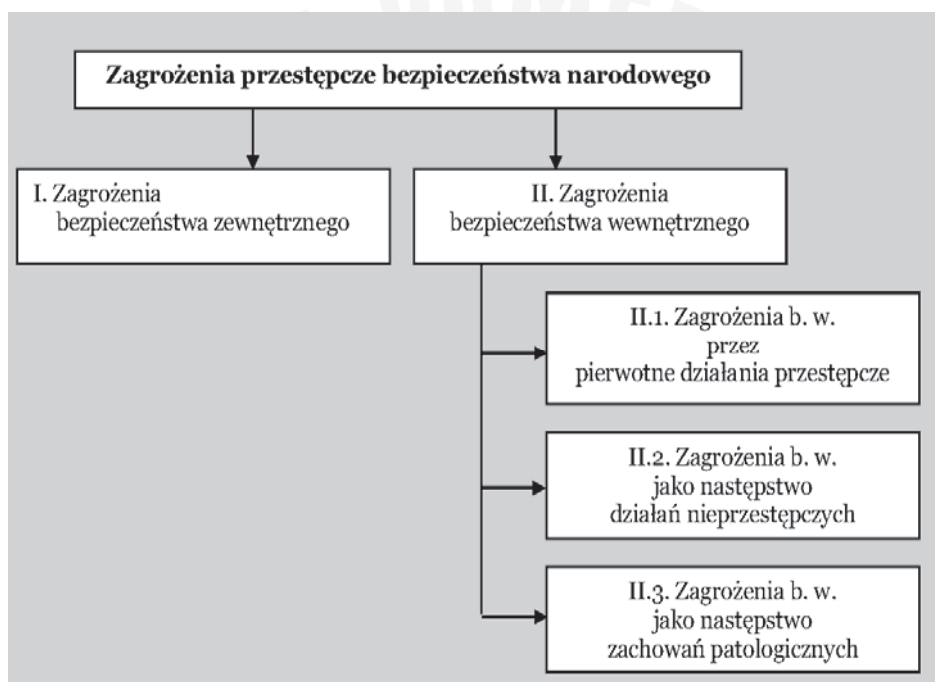 Zagrożenia przestępcze bezpieczeństwa narodowego
I. Zagrożenia
bezpieczeństwa zewnętrznego
II. Zagrożenia
bezpieczeństwa wewnętrznego
II.1. Zagrożenia b. w.
przez
pierwotne działania przestępcze
II.2. Zagrożenia b. w.
jako następstwo
działań nieprzestępczych
II.3. Zagrożenia b. w.
jako następstwo
zachowań patologicznych